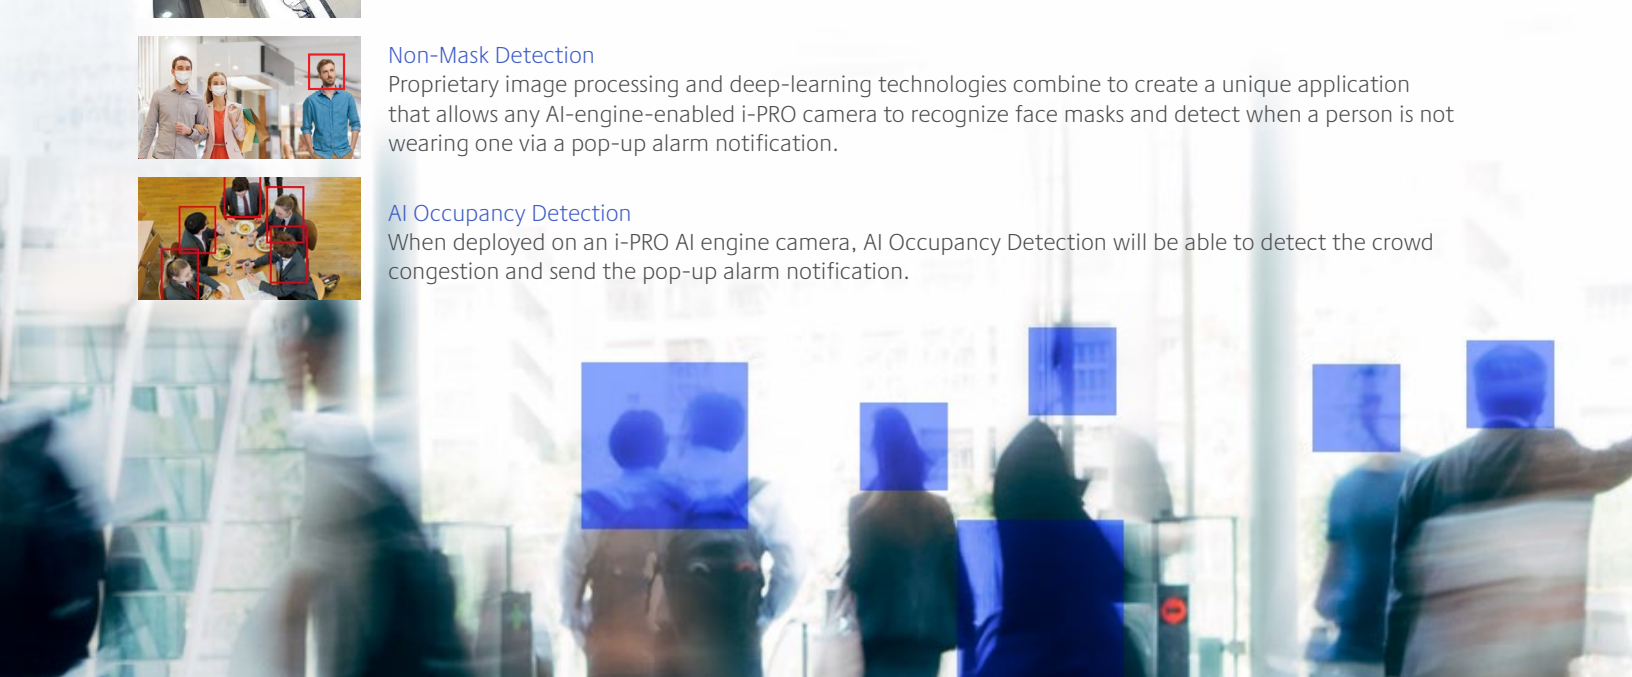 Non-Mask Detection
Proprietary image processing and deep-learning technologies combine to create a unique application
that allows any AI-engine-enabled i-PRO camera to recognize face masks and detect when a person is not
wearing one via a pop-up alarm notification.
AI Occupancy Detection
When deployed on an i-PRO AI engine camera, AI Occupancy Detection will be able to detect the crowd
congestion and send the pop-up alarm notification.